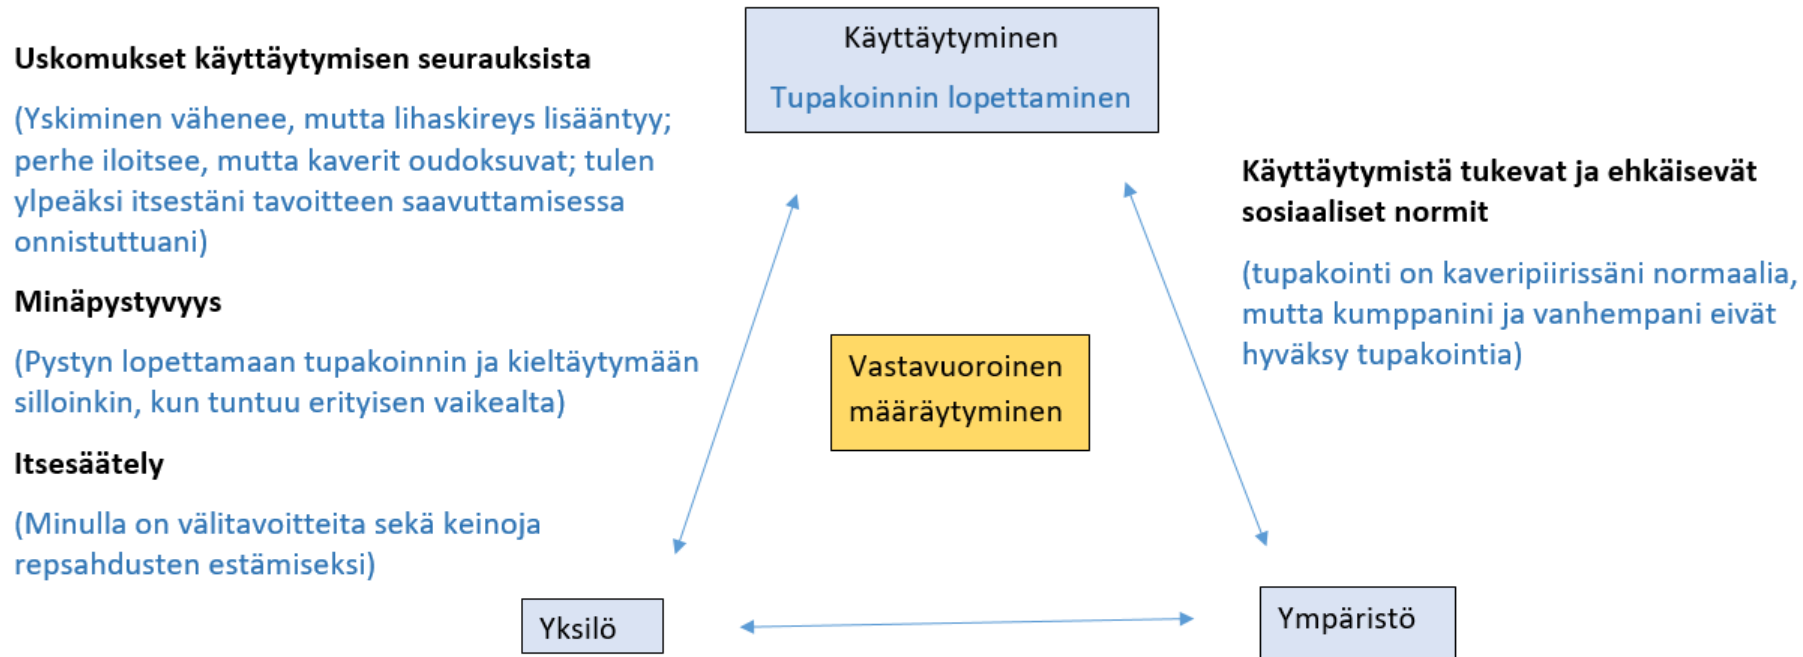 Uskomukset käyttäytymisen seurauksista
(Yskiminen vähenee, mutta lihaskireys lisääntyy;
perhe iloitsee, mutta kaverit oudoksuvat; tulen
ylpeäksi itsestäni tavoitteen saavuttamisessa
onnistuttuani)
Minäpystyvyys
(Pystyn lopettamaan tupakoinnin ja kieltäytymään
silloinkin, kun tuntuu erityisen vaikealta)
Itsesäätely
(Minulla on välitavoitteita sekä keinoja
repsahdusten estämiseksi)
Käyttäytyminen
Tupakoinnin lopettaminen
Käyttäytymistä tukevat ja ehkäisevät
sosiaaliset normit
(tupakointi on kaveripiirissäni normaalia,
mutta kumppanini ja vanhempani eivät
hyväksy tupakointia)
Vastavuoroinen
määräytyminen
Yksilö
Ympäristö